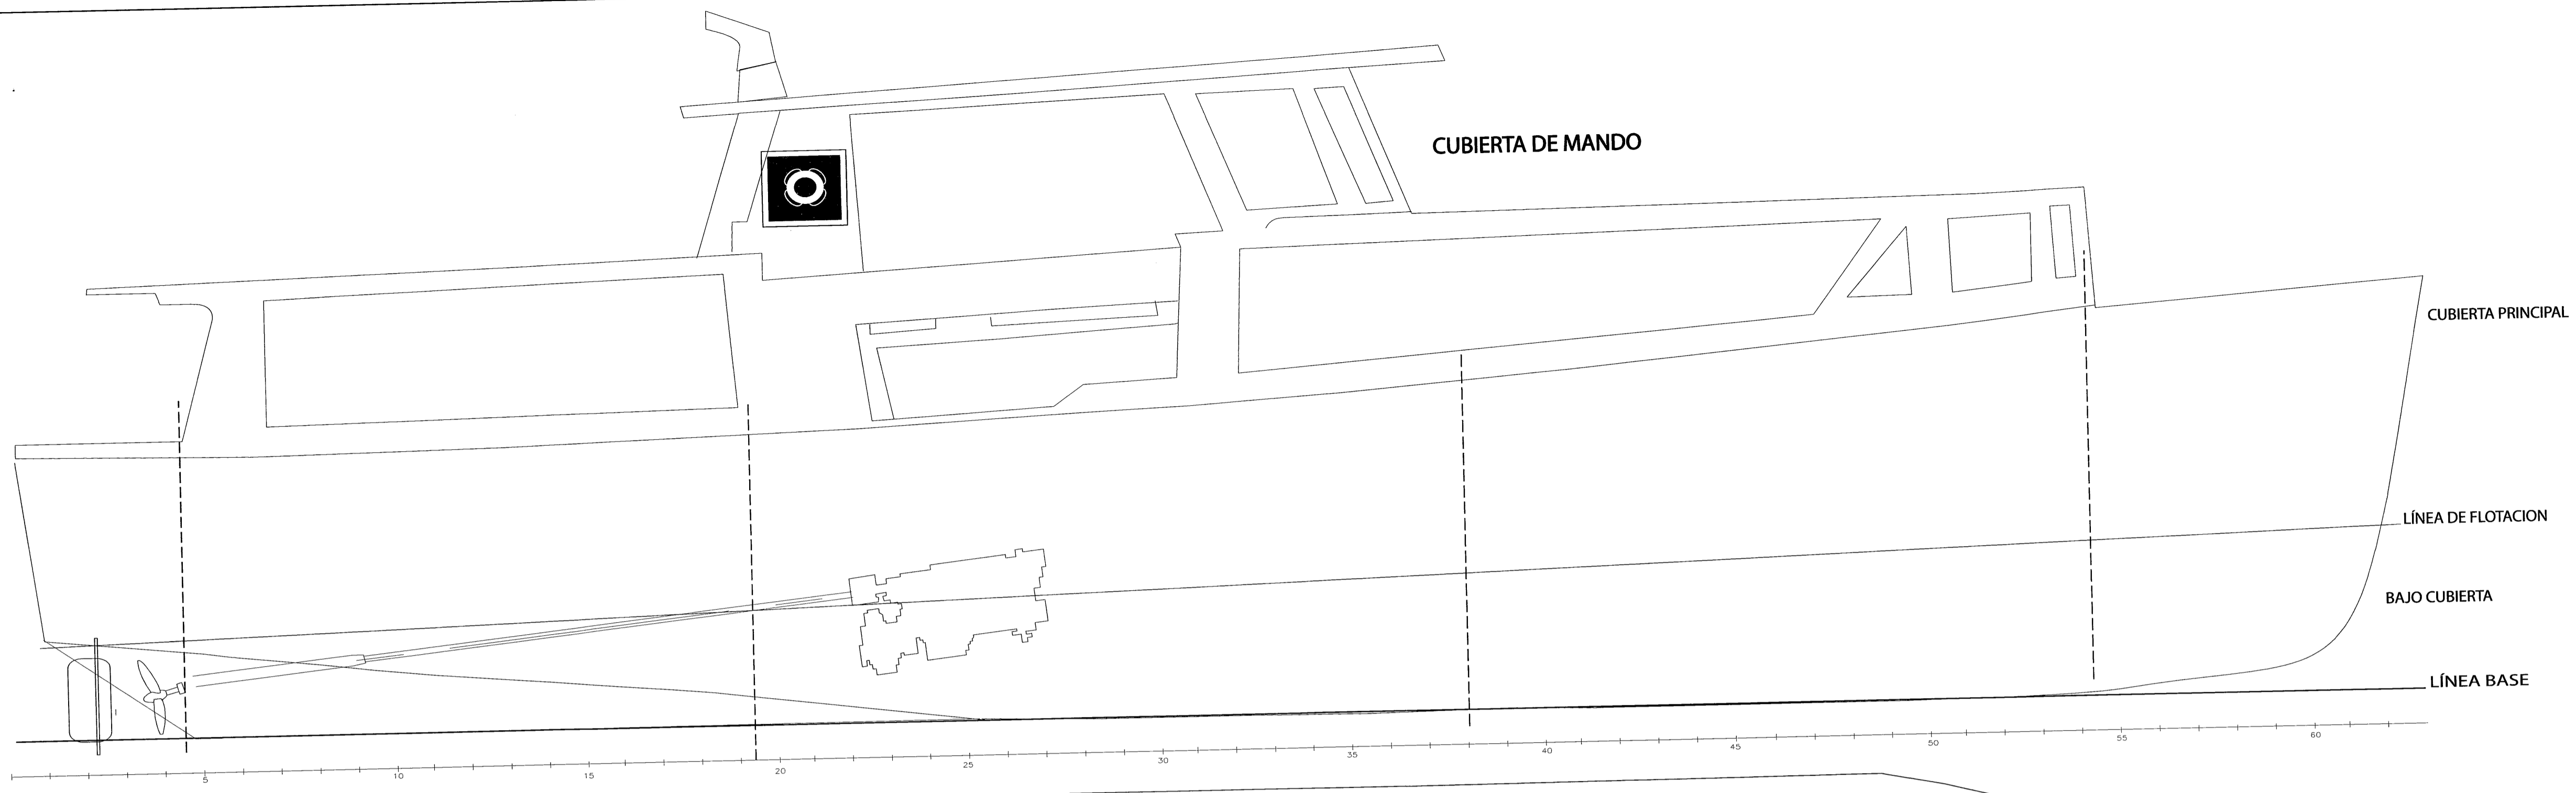 CUBIERTA DE MANDO
CUBIERTA PRINCIPAL
LÍNEA DE FLOTACION
BAJO CUBIERTA
LÍNEA BASE
5 10 15 20 25 30 35 40 45 50 55 60